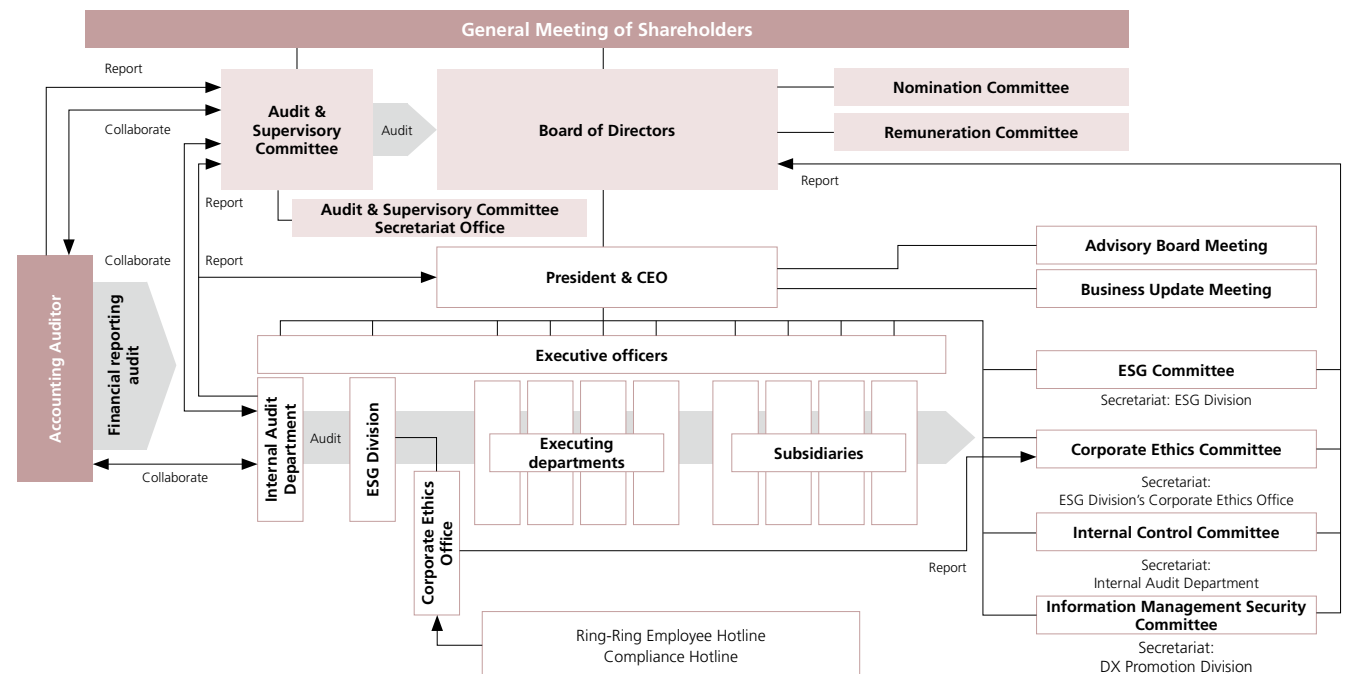 General Meeting of Shareholders
Report
Collaborate
Audit &
Supervisory
Committee
Audit
Board of Directors
Nomination Committee
Remuneration Committee
Report
Report
Audit & Supervisory Committee
Secretariat Office
Collaborate
Report
President & CEO
Advisory Board Meeting
Business Update Meeting
Accounting Auditor
Financial reporting
audit
Executive officers
ESG Committee
Secretariat: ESG Division
Internal Audit
Department
Audit
ESG Division
Executing
departments
Subsidiaries
Corporate Ethics Committee
Secretariat:
ESG Division’s Corporate Ethics Office
Collaborate
Corporate Ethics
Office
Internal Control Committee
Secretariat:
Internal Audit Department
Report
Information Management Security
Committee
Secretariat:
DX Promotion Division
Ring-Ring Employee Hotline
Compliance Hotline